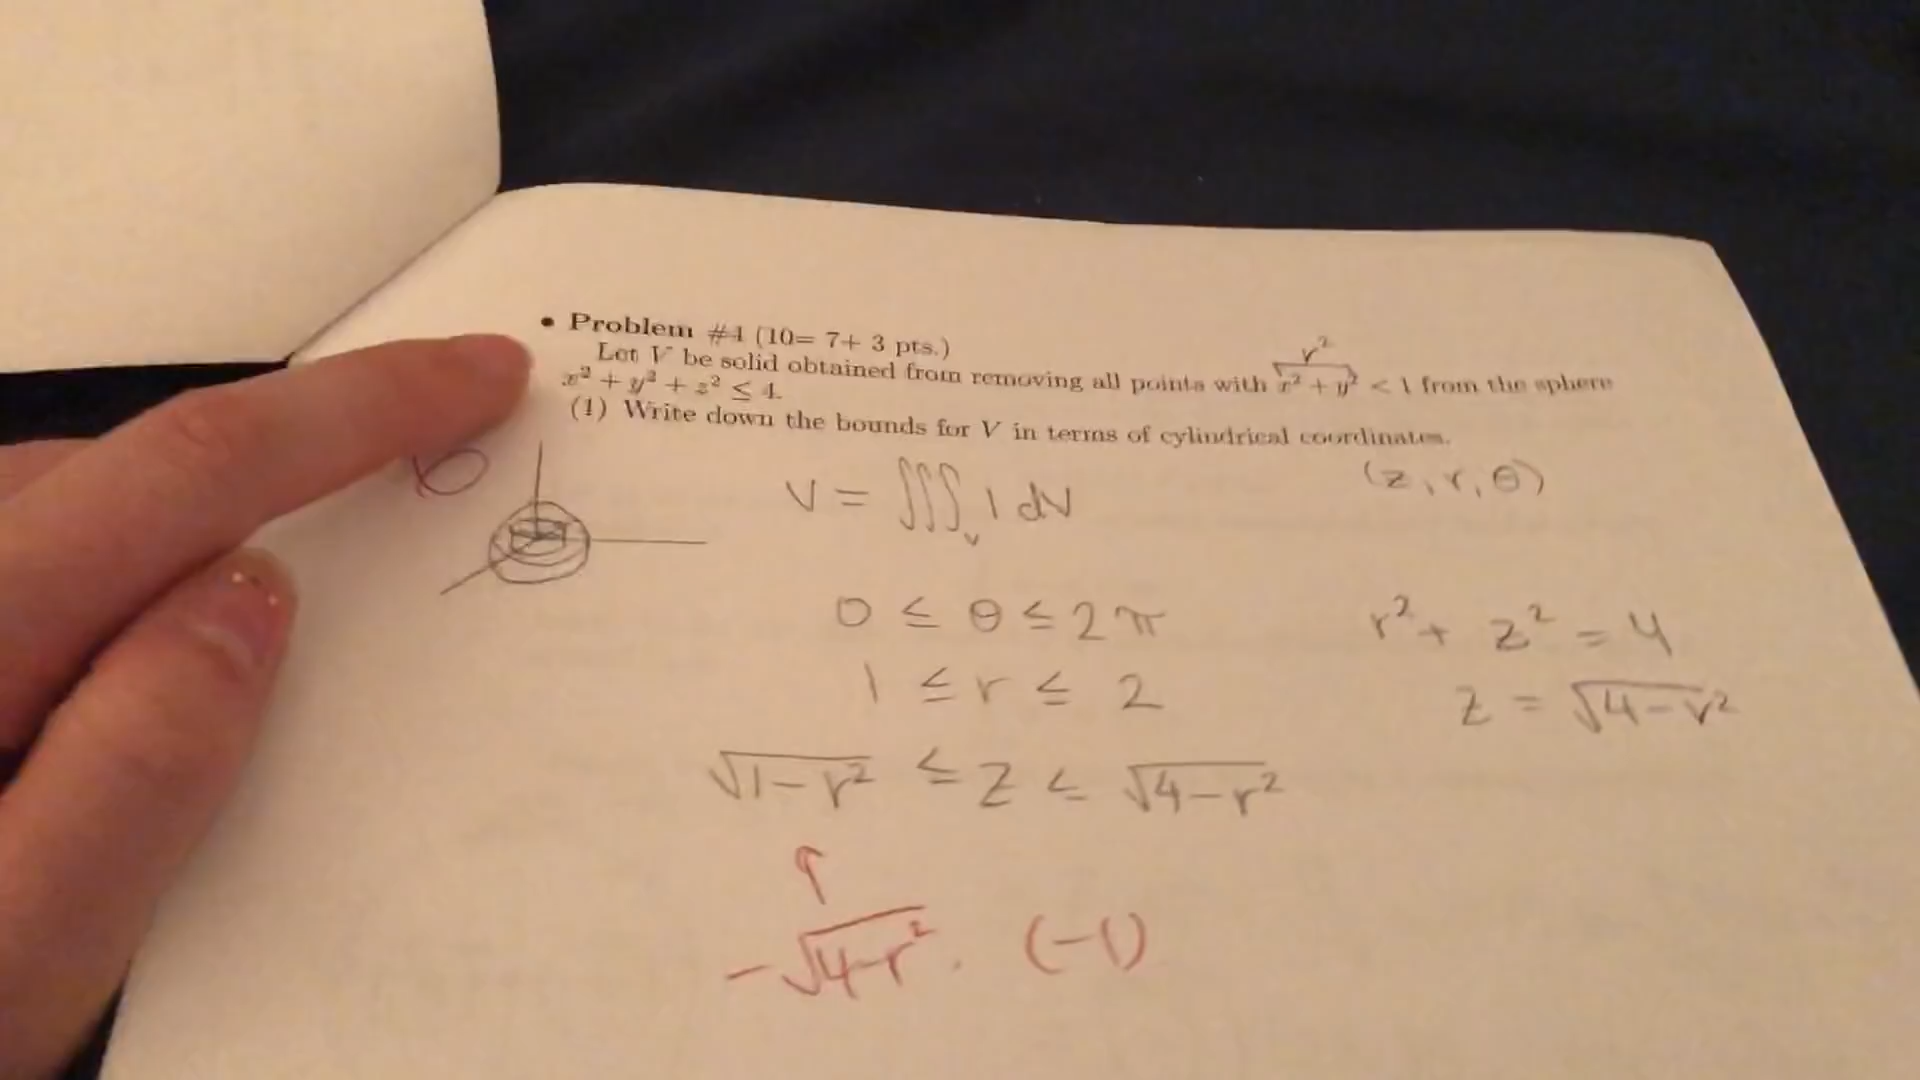 • Problem #4 (10= 7+ 3 pts.)
r²
Let V be solid obtained from removing all points with x² + y² < 1 from the sphere
x² + y² + z² ≤ 4.
(1) Write down the bounds for V in terms of cylindrical coordinates.
(z, r, θ)
V = ∭_V 1 dV
0 ≤ θ ≤ 2π
r² + z² = 4
1 ≤ r ≤ 2
z = √(4-r²)
√(1-r²) ≤ z ≤ √(4-r²)
-√(4-r²). (-1)